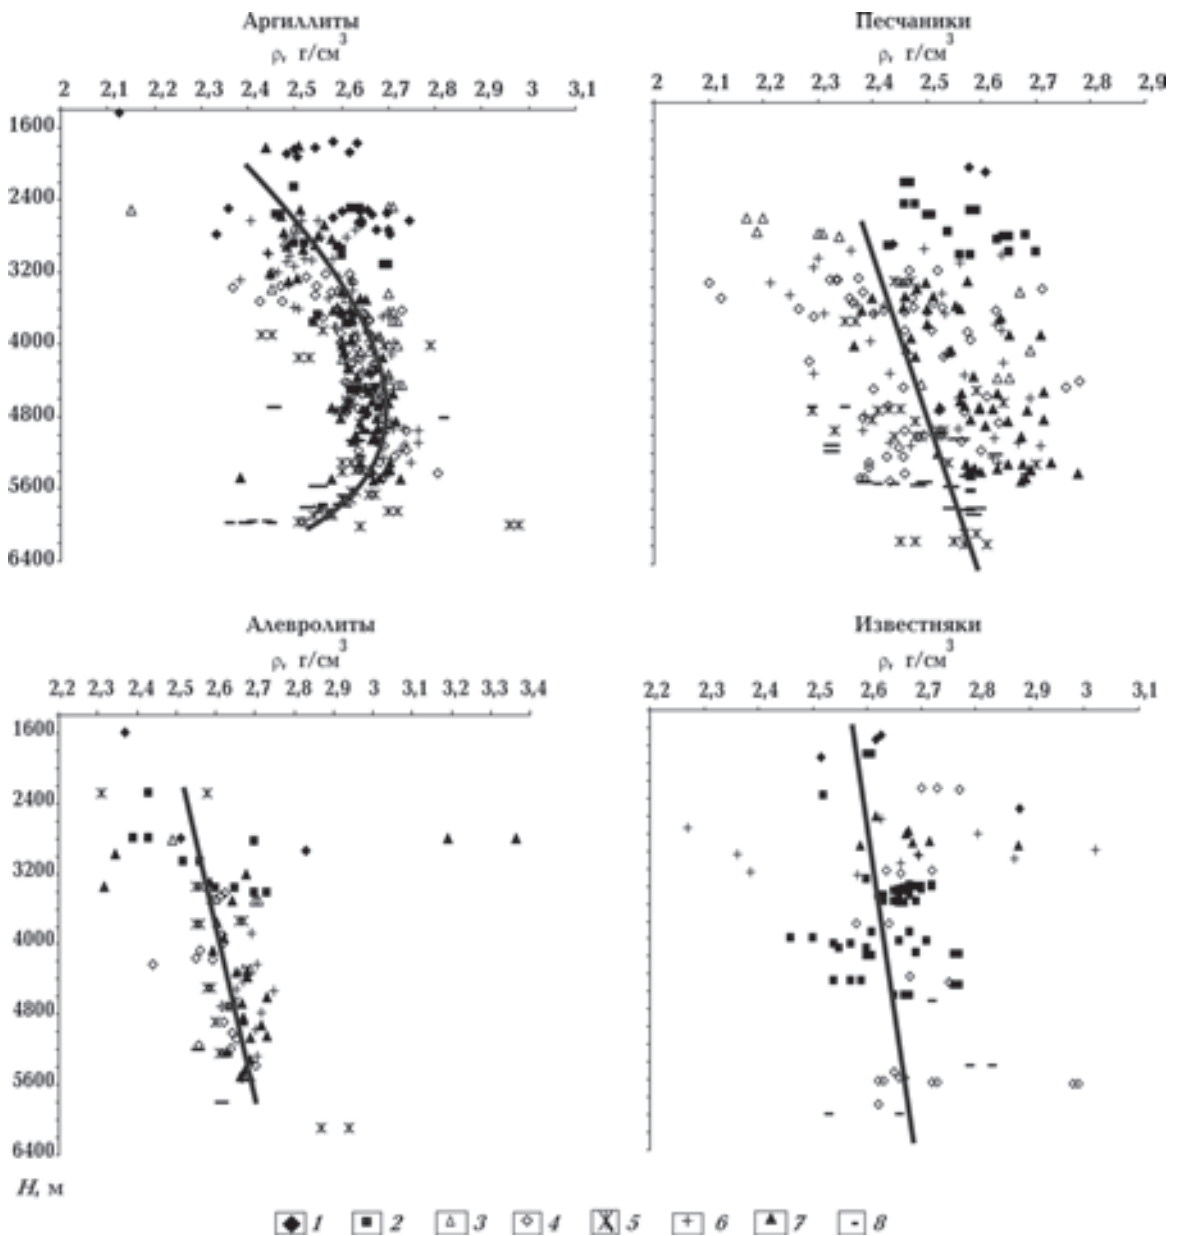 Аргиллиты
ρ, г/см³
2 2,1 2,2 2,3 2,4 2,5 2,6 2,7 2,8 2,9 3 3,1
1600
2400
3200
4000
4800
5600
6400
Песчаники
ρ, г/см³
2 2,1 2,2 2,3 2,4 2,5 2,6 2,7 2,8 2,9
Алевролиты
ρ, г/см³
2,2 2,3 2,4 2,5 2,6 2,7 2,8 2,9 3 3,2 3,3 3,4
1600
2400
3200
4000
4800
5600
6400
H, м
Известняки
ρ, г/см³
2,2 2,3 2,5 2,6 2,7 2,8 2,9 3 3,1
1 2 3 4 5 6 7 8